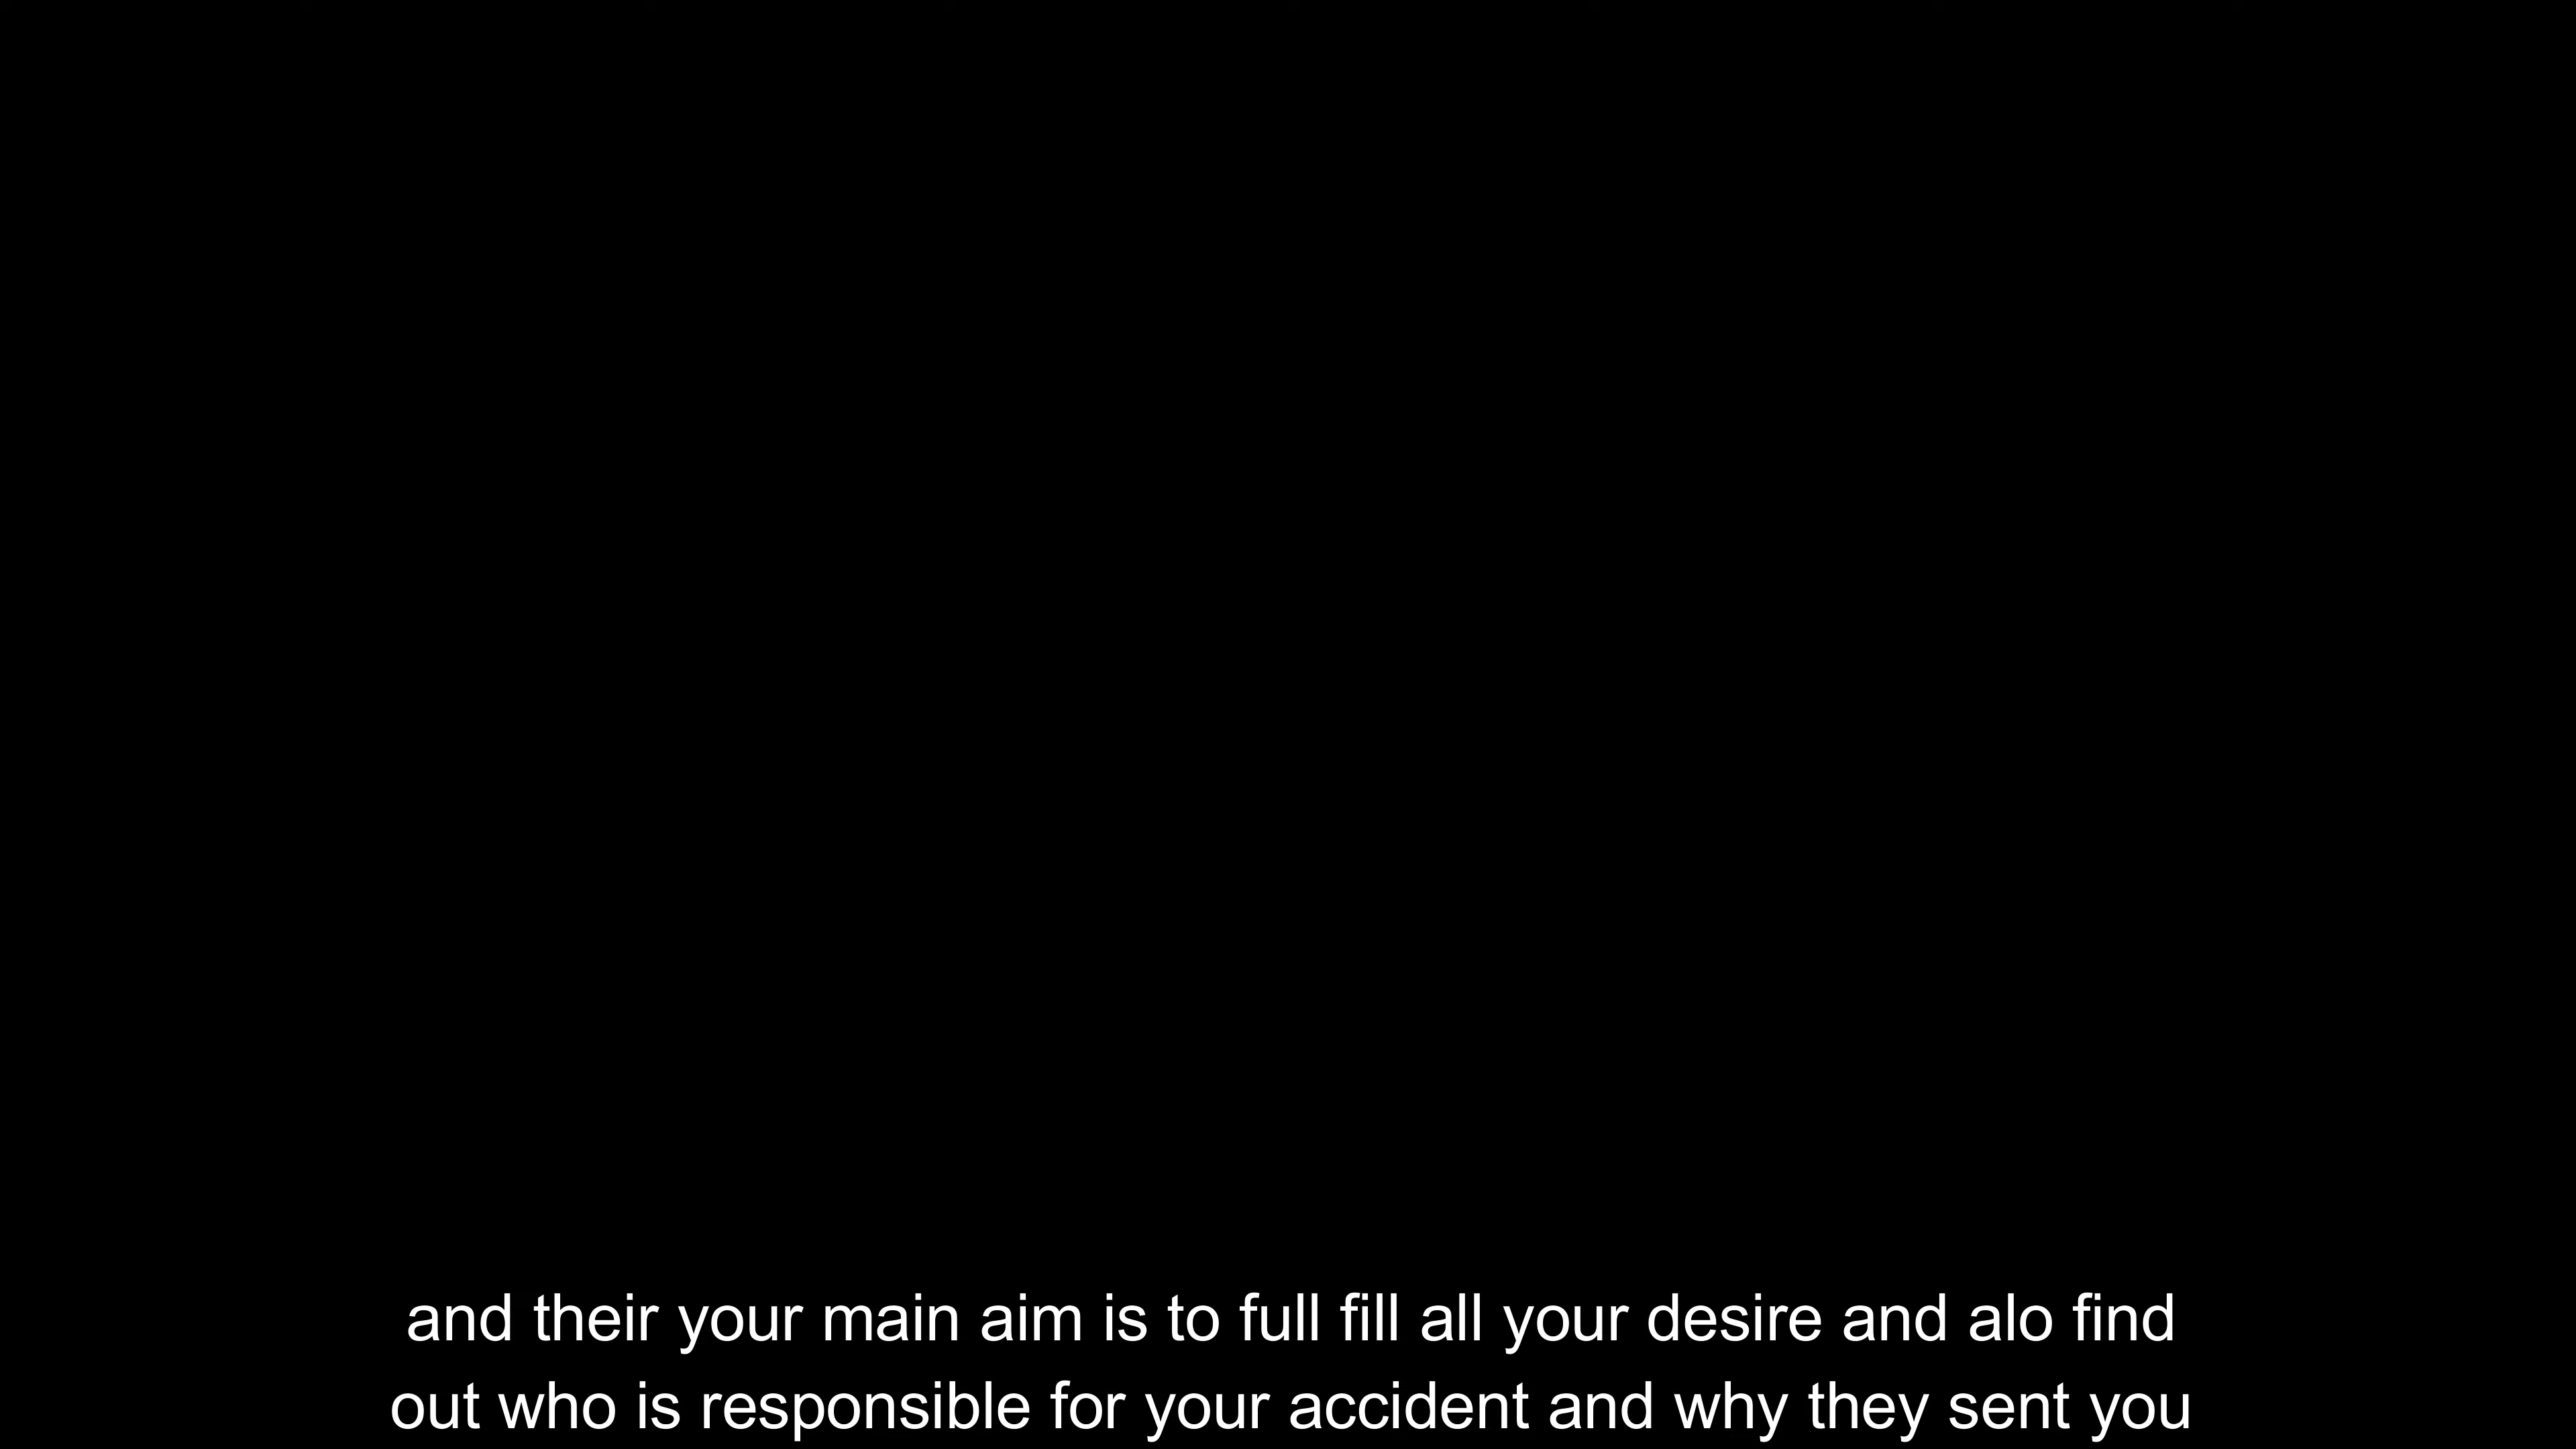 and their your main aim is to full fill all your desire and alo find
out who is responsible for your accident and why they sent you